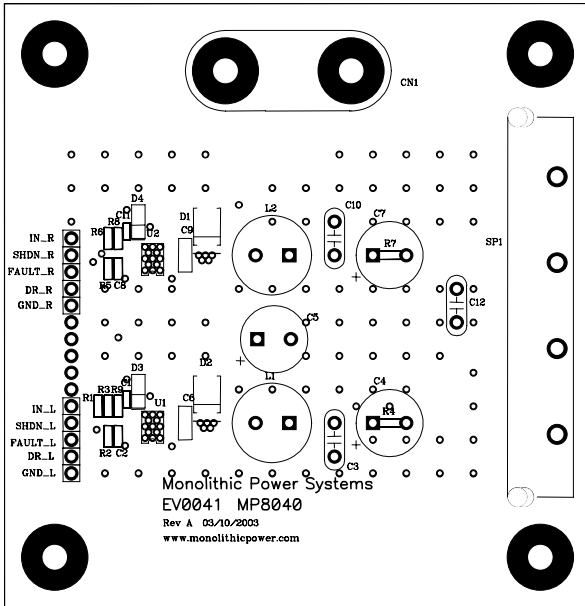 CN1
D4
C11
R8
R6
U2
D1
C9
L2
C10
C7
R7
SP1
IN_R
SHDN_R
FAULT_R
DR_R
GND_R
R5 C8
C12
C5
D3
D2
L1
C4
R1
R3 R9
C1
U1
C6
R4
IN_L
SHDN_L
FAULT_L
DR_L
GND_L
R2 C2
C3
Monolithic Power Systems
EV0041 MP8040
Rev A 03/10/2003
www.monolithicpower.com